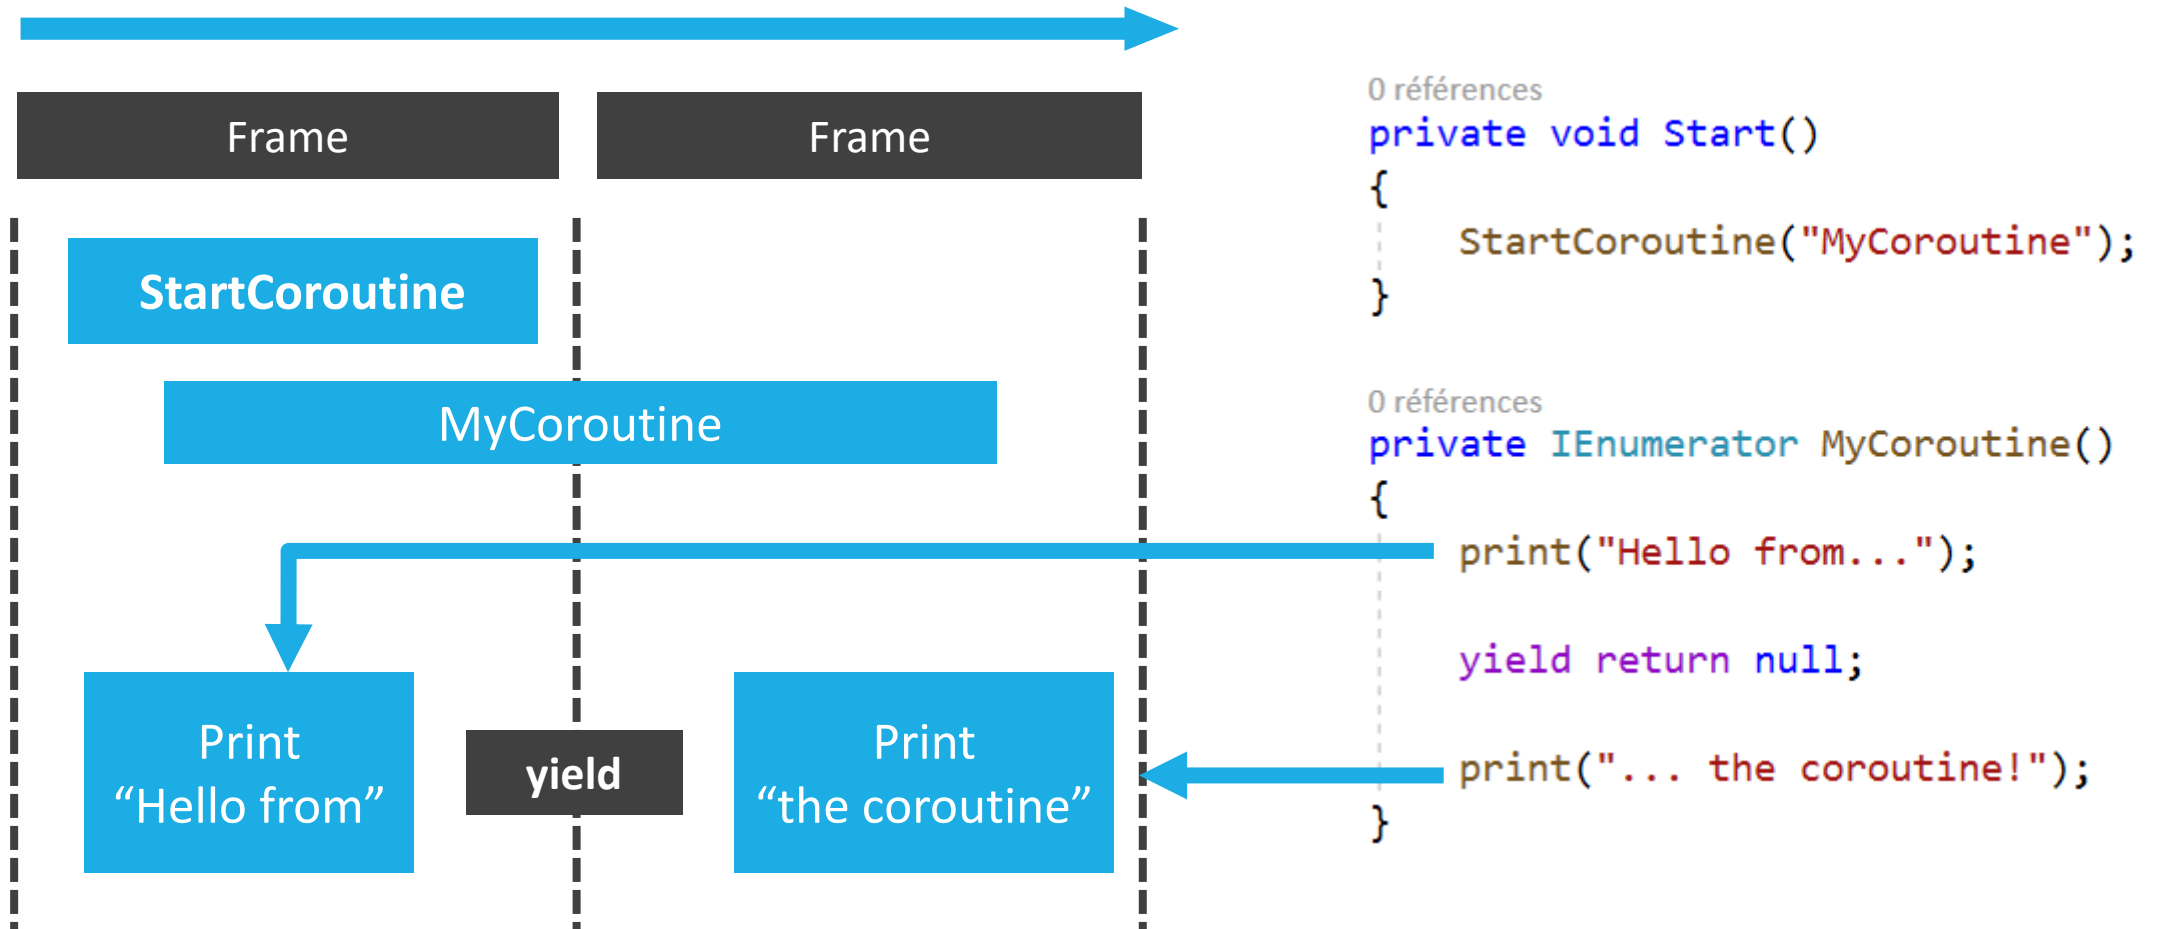 Frame
Frame
StartCoroutine
MyCoroutine
Print
“Hello from”
yield
Print
“the coroutine”
0 références
private void Start()
{
StartCoroutine("MyCoroutine");
}
0 références
private IEnumerator MyCoroutine()
{
print("Hello from...");
yield return null;
print("... the coroutine!");
}